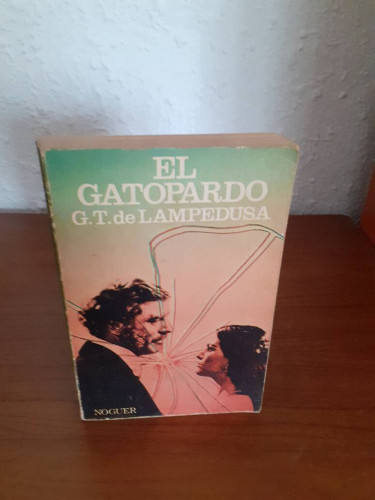 EL
GATOPARDO
G.T. de LAMPEDUSA
NOGUER